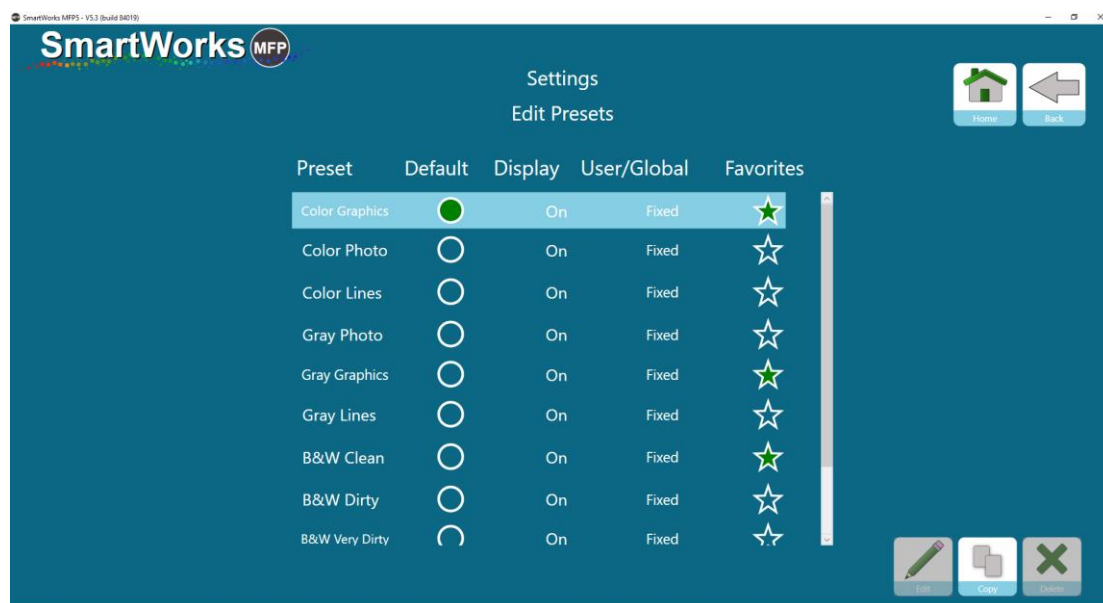 SmartWorks MFP5 - V5.3 (build 84019)
SmartWorks MFP
Settings
Edit Presets
Home Back
Preset Default Display User/Global Favorites
Color Graphics On Fixed
Color Photo On Fixed
Color Lines On Fixed
Gray Photo On Fixed
Gray Graphics On Fixed
Gray Lines On Fixed
B&W Clean On Fixed
B&W Dirty On Fixed
B&W Very Dirty On Fixed
Edit Copy Delete